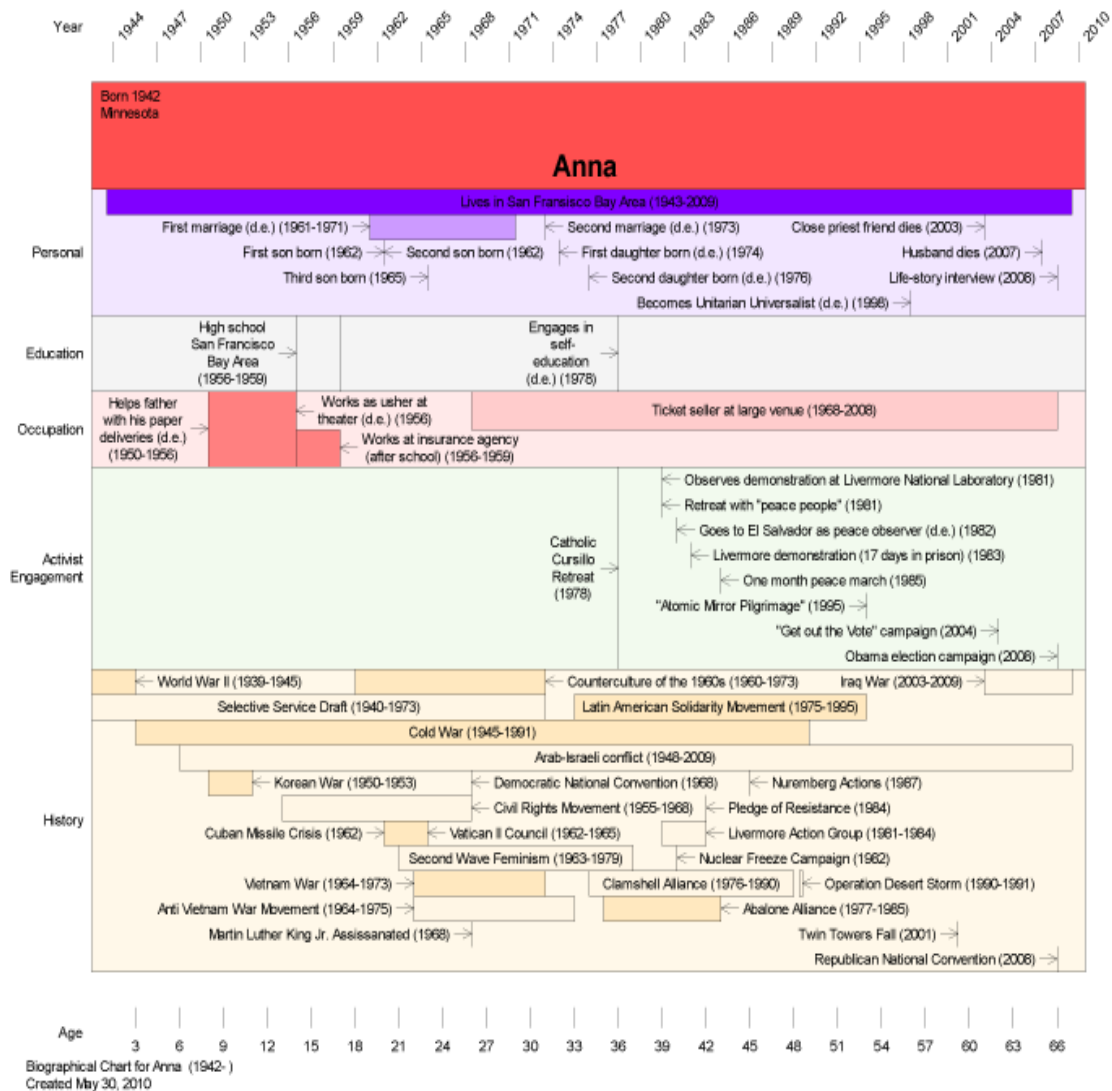 Year
1944 1947 1950 1953 1956 1959 1962 1965 1968 1971 1974 1977 1980 1983 1986 1989 1992 1995 1998 2001 2004 2007 2010
Born 1942
Minnesota
Anna
Lives in San Fransisco Bay Area (1943-2009)
Personal
First marriage (d.e.) (1961-1971)
Second marriage (d.e.) (1973)
Close priest friend dies (2003)
First son born (1962)
Second son born (1962)
First daughter born (d.e.) (1974)
Husband dies (2007)
Third son born (1965)
Second daughter born (d.e.) (1976)
Life-story interview (2008)
Becomes Unitarian Universalist (d.e.) (1998)
Education
High school
San Francisco
Bay Area
(1956-1959)
Engages in
self-
education
(d.e.) (1978)
Occupation
Helps father
with his paper
deliveries (d.e.)
(1950-1956)
Works as usher at
theater (d.e.) (1956)
Works at insurance agency
(after school) (1956-1959)
Ticket seller at large venue (1968-2008)
Activist
Engagement
Catholic
Cursillo
Retreat
(1978)
Observes demonstration at Livermore National Laboratory (1981)
Retreat with "peace people" (1981)
Goes to El Salvador as peace observer (d.e.) (1982)
Livermore demonstration (17 days in prison) (1983)
One month peace march (1985)
"Atomic Mirror Pilgrimage" (1995)
"Get out the Vote" campaign (2004)
Obama election campaign (2008)
History
World War II (1939-1945)
Counterculture of the 1960s (1960-1973)
Iraq War (2003-2009)
Selective Service Draft (1940-1973)
Latin American Solidarity Movement (1975-1995)
Cold War (1945-1991)
Arab-Israeli conflict (1948-2009)
Korean War (1950-1953)
Democratic National Convention (1968)
Nuremberg Actions (1987)
Civil Rights Movement (1955-1968)
Pledge of Resistance (1984)
Cuban Missile Crisis (1962)
Vatican II Council (1962-1965)
Livermore Action Group (1981-1984)
Second Wave Feminism (1963-1979)
Nuclear Freeze Campaign (1982)
Vietnam War (1964-1973)
Clamshell Alliance (1976-1990)
Operation Desert Storm (1990-1991)
Anti Vietnam War Movement (1964-1975)
Abalone Alliance (1977-1985)
Martin Luther King Jr. Assissanated (1968)
Twin Towers Fall (2001)
Republican National Convention (2008)
Age
3 6 9 12 15 18 21 24 27 30 33 36 39 42 45 48 51 54 57 60 63 66
Biographical Chart for Anna (1942- )
Created May 30, 2010